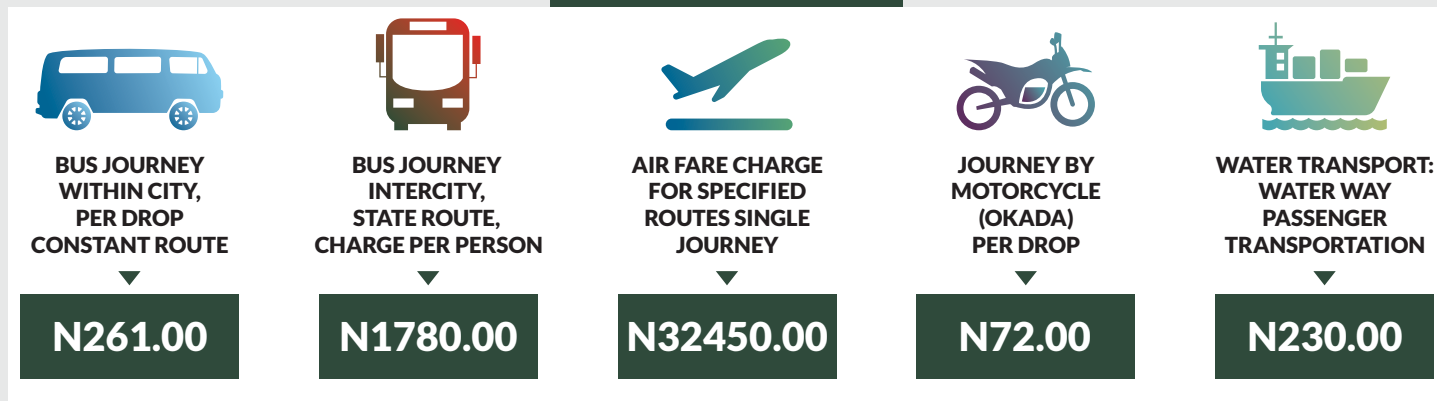 BUS JOURNEY
WITHIN CITY,
PER DROP
CONSTANT ROUTE
N261.00
BUS JOURNEY
INTERCITY,
STATE ROUTE,
CHARGE PER PERSON
N1780.00
AIR FARE CHARGE
FOR SPECIFIED
ROUTES SINGLE
JOURNEY
N32450.00
JOURNEY BY
MOTORCYCLE
(OKADA)
PER DROP
N72.00
WATER TRANSPORT:
WATER WAY
PASSENGER
TRANSPORTATION
N230.00